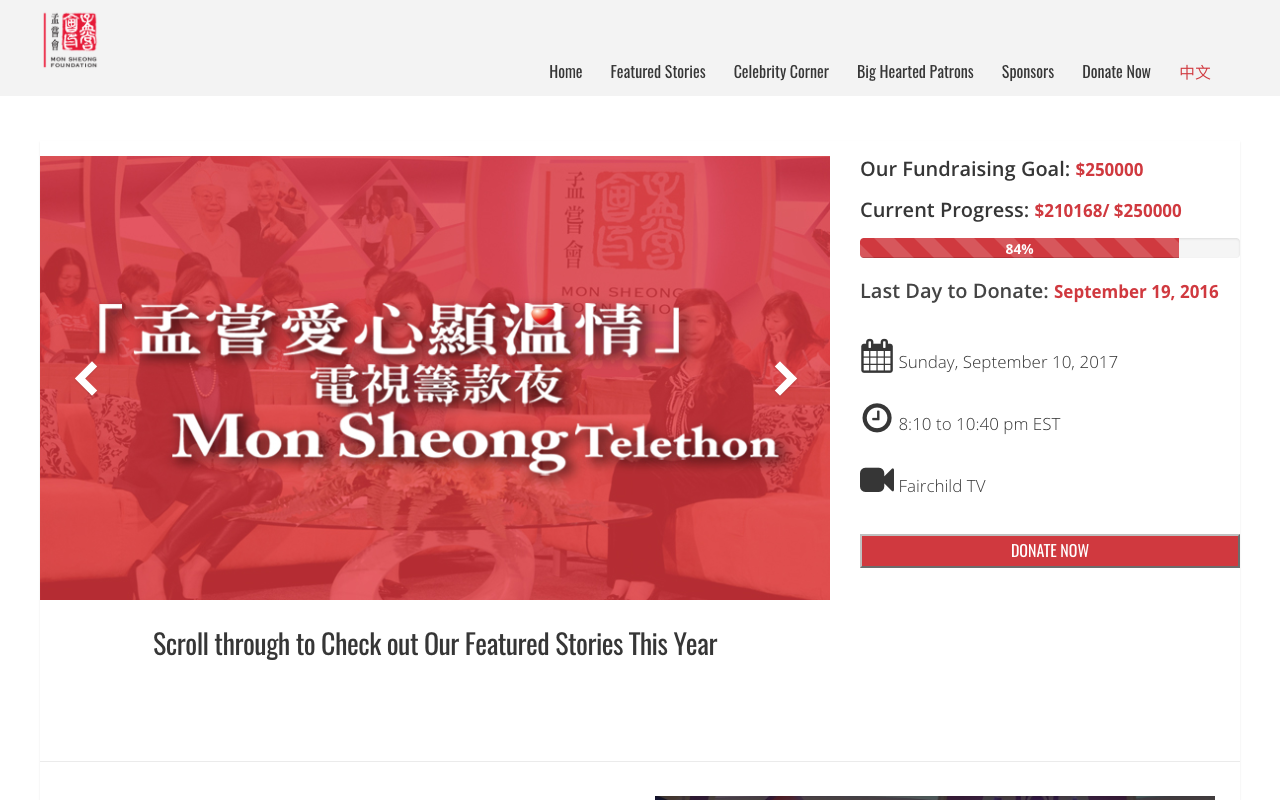 孟嘗會
MON SHEONG
FOUNDATION
Home
Featured Stories
Celebrity Corner
Big Hearted Patrons
Sponsors
Donate Now
中文
孟嘗會
MON SHEONG
FOUNDATION
「孟嘗愛心顯溫情」
電視籌款夜
Mon Sheong Telethon
Scroll through to Check out Our Featured Stories This Year
Our Fundraising Goal: $250000
Current Progress: $210168/ $250000
84%
Last Day to Donate: September 19, 2016
Sunday, September 10, 2017
8:10 to 10:40 pm EST
Fairchild TV
DONATE NOW